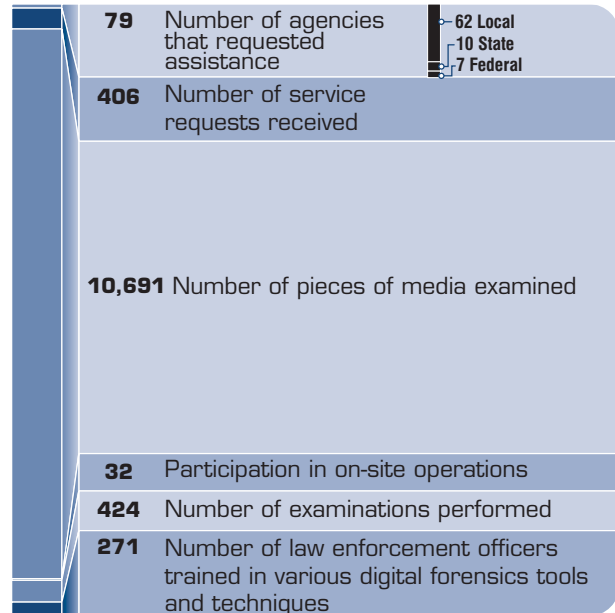 79 Number of agencies
that requested
assistance
62 Local
10 State
7 Federal
406 Number of service
requests received
10,691 Number of pieces of media examined
32 Participation in on-site operations
424 Number of examinations performed
271 Number of law enforcement officers
trained in various digital forensics tools
and techniques